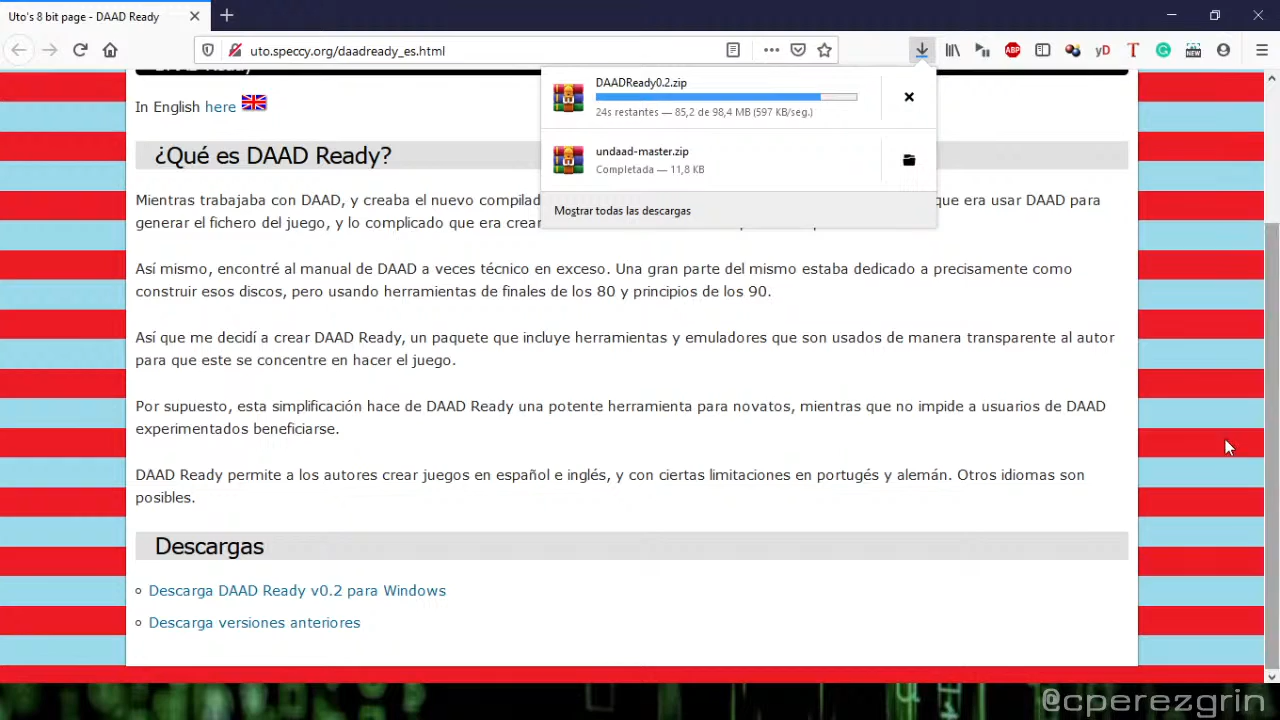 Uto's 8 bit page - DAAD Ready
uto.speccy.org/daadready_es.html
ABP
yD
T
NEW
DAADReady0.2.zip
24s restantes — 85,2 de 98,4 MB (597 KB/seg.)
undaad-master.zip
Completada — 11,8 KB
Mostrar todas las descargas
In English here
¿Qué es DAAD Ready?
Mientras trabajaba con DAAD, y creaba el nuevo compilad que era usar DAAD para
generar el fichero del juego, y lo complicado que era crear
Así mismo, encontré al manual de DAAD a veces técnico en exceso. Una gran parte del mismo estaba dedicado a precisamente como
construir esos discos, pero usando herramientas de finales de los 80 y principios de los 90.
Así que me decidí a crear DAAD Ready, un paquete que incluye herramientas y emuladores que son usados de manera transparente al autor
para que este se concentre en hacer el juego.
Por supuesto, esta simplificación hace de DAAD Ready una potente herramienta para novatos, mientras que no impide a usuarios de DAAD
experimentados beneficiarse.
DAAD Ready permite a los autores crear juegos en español e inglés, y con ciertas limitaciones en portugés y alemán. Otros idiomas son
posibles.
Descargas
Descarga DAAD Ready v0.2 para Windows
Descarga versiones anteriores
@cperezgrin